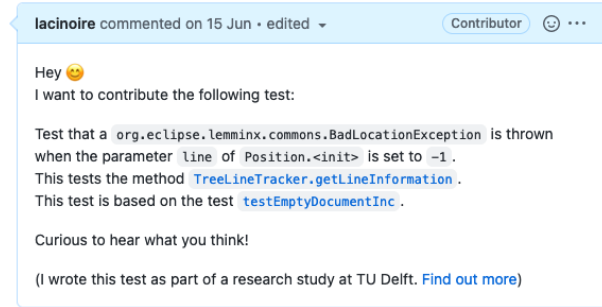 lacinoire commented on 15 Jun • edited
Contributor
Hey 😊
I want to contribute the following test:
Test that a org.eclipse.lemminx.commons.BadLocationException is thrown
when the parameter line of Position.<init> is set to -1.
This tests the method TreeLineTracker.getLineInformation.
This test is based on the test testEmptyDocumentInc.
Curious to hear what you think!
(I wrote this test as part of a research study at TU Delft. Find out more)